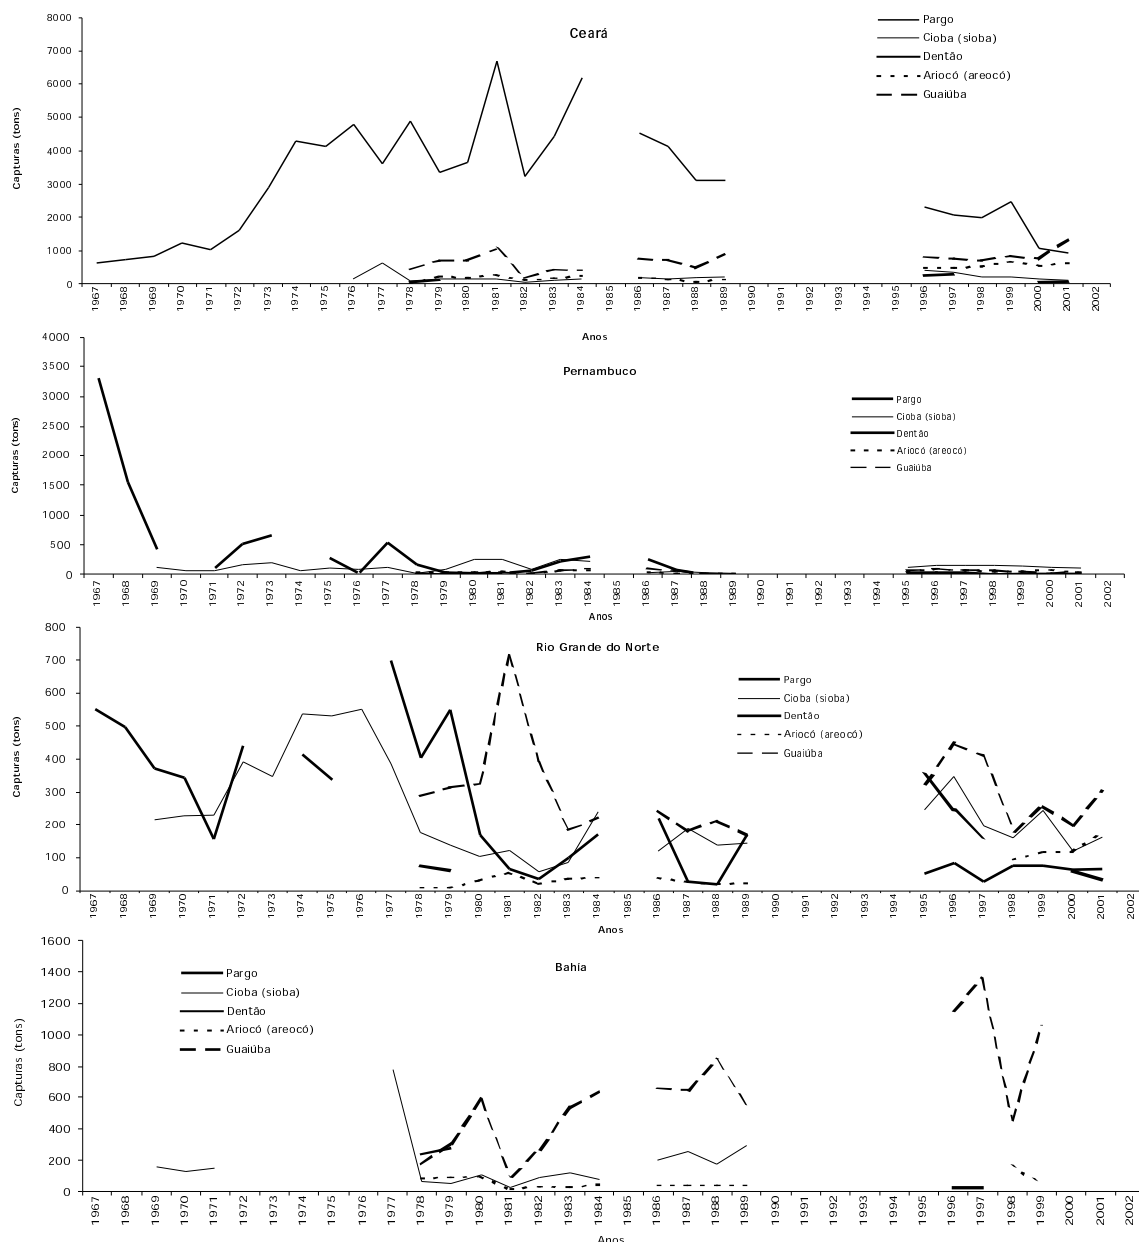 Ceará
Capturas (tons)
8000
7000
6000
5000
4000
3000
2000
1000
0
Pargo
Cioba (sioba)
Dentão
Ariocó (areocó)
Guaiúba
1967 1968 1969 1970 1971 1972 1973 1974 1975 1976 1977 1978 1979 1980 1981 1982 1983 1984 1985 1986 1987 1988 1989 1990 1991 1992 1993 1994 1995 1996 1997 1998 1999 2000 2001 2002
Anos
Pernambuco
Capturas (tons)
4000
3500
3000
2500
2000
1500
1000
500
0
Pargo
Cioba (sioba)
Dentão
Ariocó (areocó)
Guaiúba
1967 1968 1969 1970 1971 1972 1973 1974 1975 1976 1977 1978 1979 1980 1981 1982 1983 1984 1985 1986 1987 1988 1989 1990 1991 1992 1993 1994 1995 1996 1997 1998 1999 2000 2001 2002
Anos
Rio Grande do Norte
Capturas (tons)
800
700
600
500
400
300
200
100
0
Pargo
Cioba (sioba)
Dentão
Ariocó (areocó)
Guaiúba
1967 1968 1969 1970 1971 1972 1973 1974 1975 1976 1977 1978 1979 1980 1981 1982 1983 1984 1985 1986 1987 1988 1989 1990 1991 1992 1993 1994 1995 1996 1997 1998 1999 2000 2001 2002
Anos
Bahía
Capturas (tons)
1600
1400
1200
1000
800
600
400
200
0
Pargo
Cioba (sioba)
Dentão
Ariocó (areocó)
Guaiúba
1967 1968 1969 1970 1971 1972 1973 1974 1975 1976 1977 1978 1979 1980 1981 1982 1983 1984 1985 1986 1987 1988 1989 1990 1991 1992 1993 1994 1995 1996 1997 1998 1999 2000 2001 2002
Anos